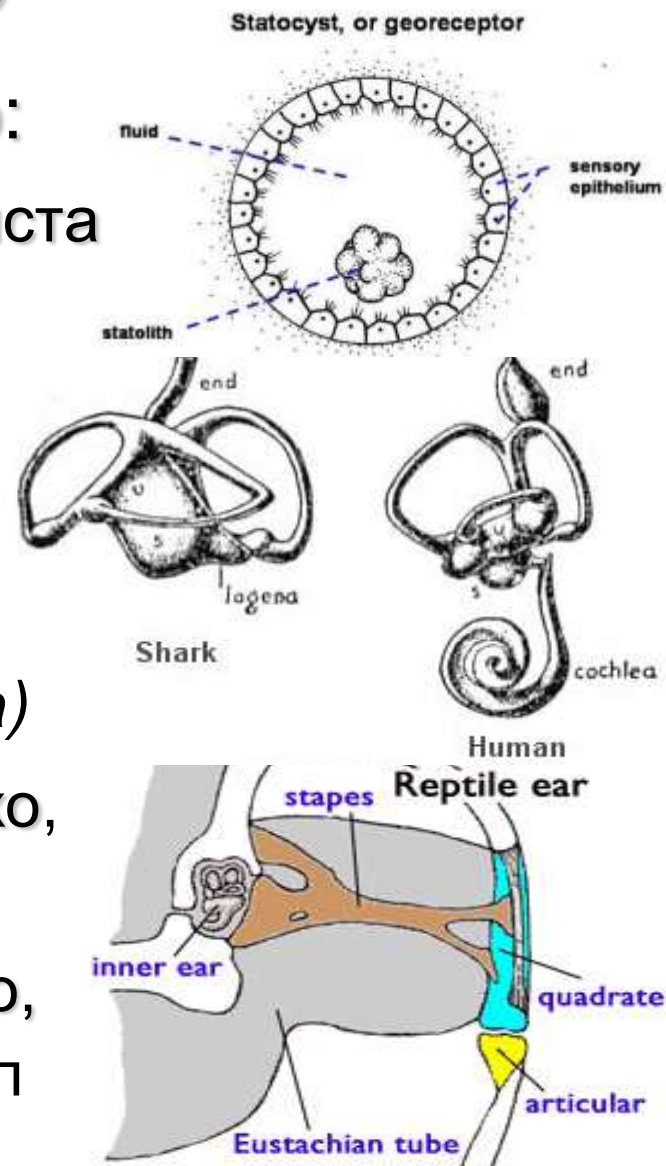 Statocyst, or georeceptor
:
fluid
sensory
epithelium
statolith
end
end
U
S
lagena
U
S
Shark
cochlea
Human
Reptile ear
stapes
inner ear
quadrate
articular
Eustachian tube